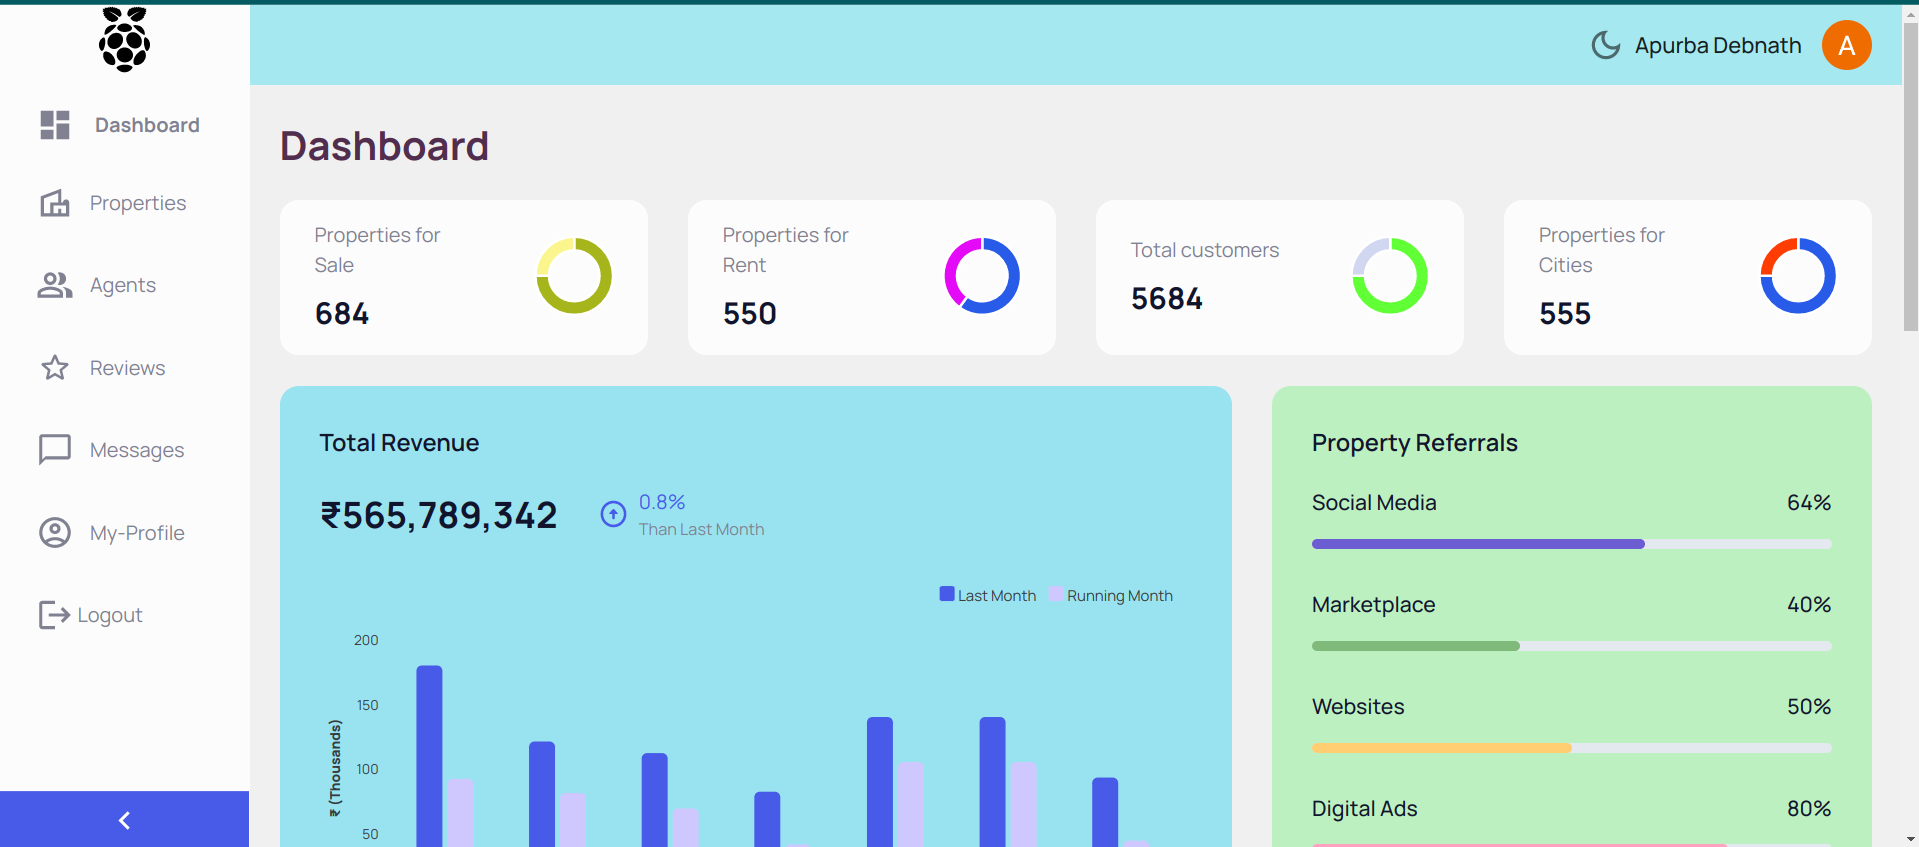 Apurba Debnath
A
Dashboard
Properties
Agents
Reviews
Messages
My-Profile
Logout
Dashboard
Properties for
Sale
684
Properties for
Rent
550
Total customers
5684
Properties for
Cities
555
Total Revenue
₹565,789,342
0.8%
Than Last Month
Last Month
Running Month
200
150
100
50
₹ (Thousands)
Property Referrals
Social Media
64%
Marketplace
40%
Websites
50%
Digital Ads
80%